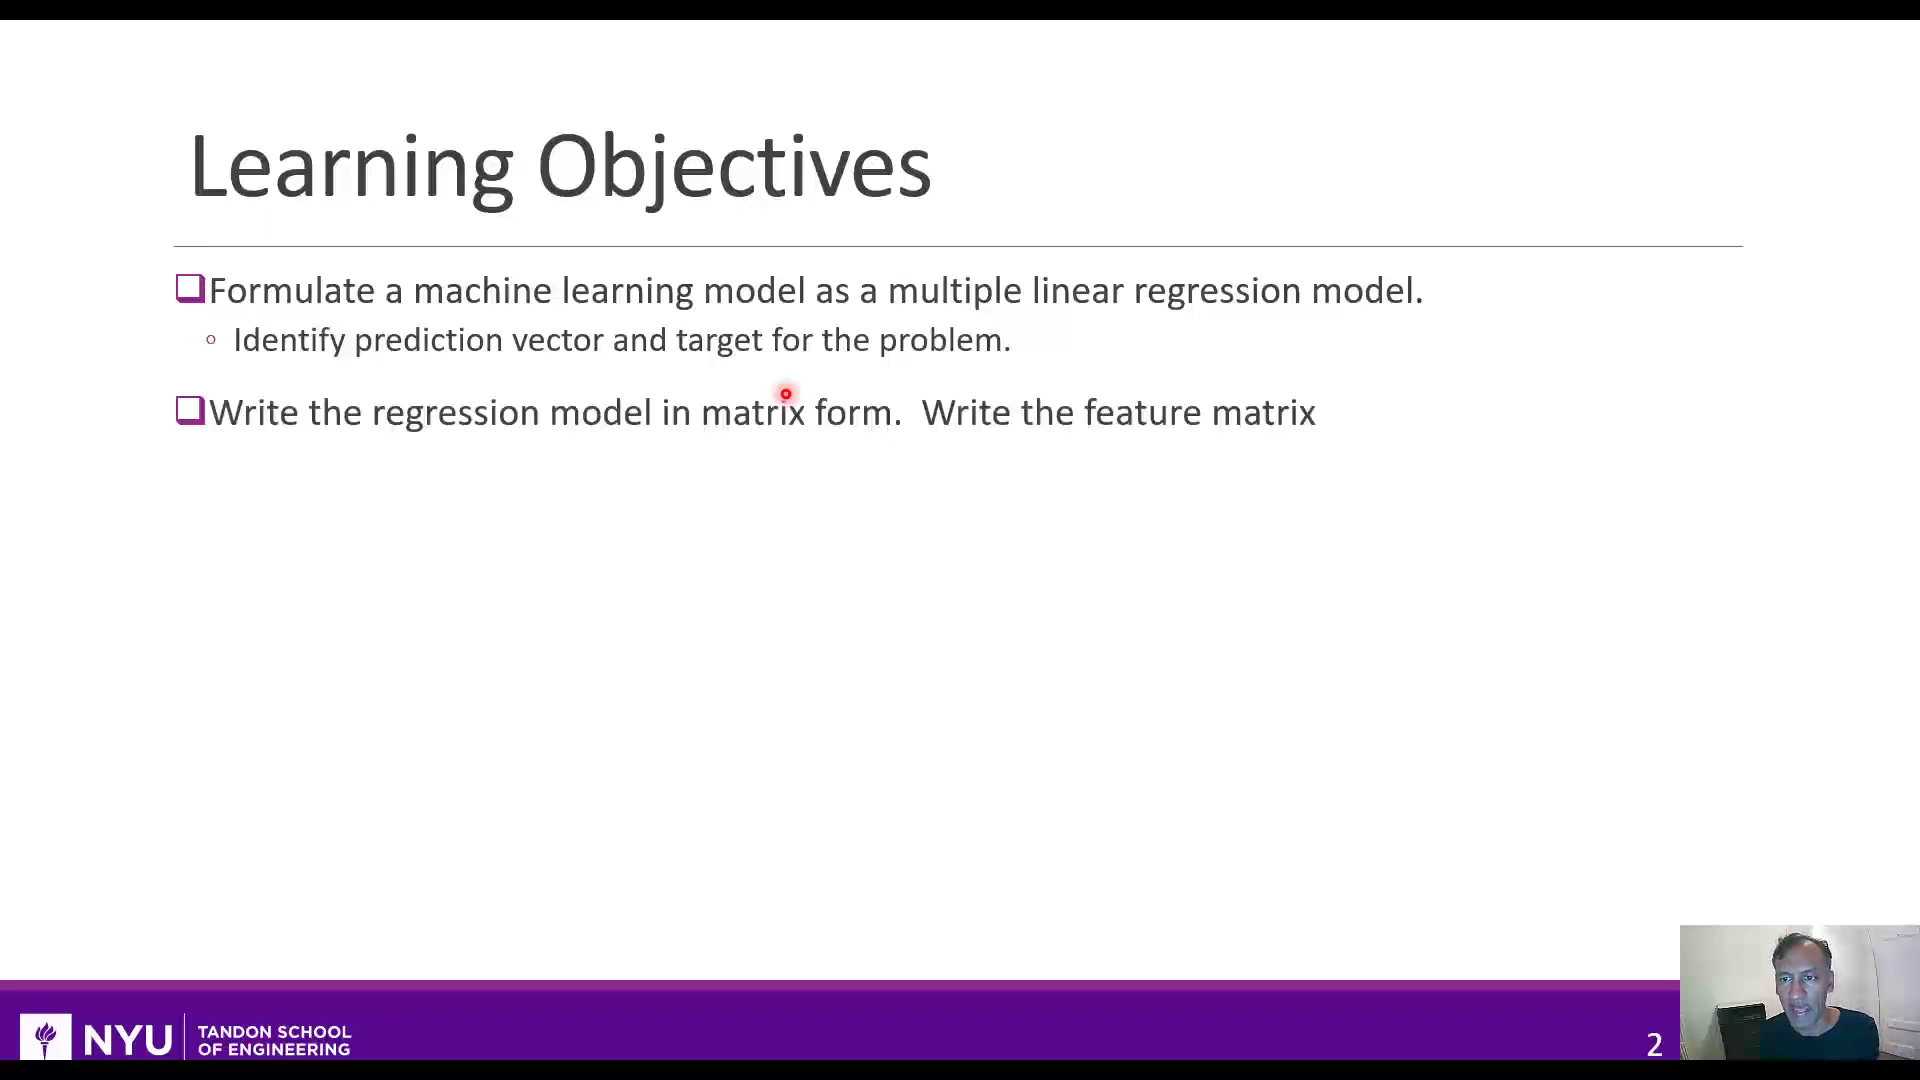 Learning Objectives
Formulate a machine learning model as a multiple linear regression model.
Identify prediction vector and target for the problem.
Write the regression model in matrix form.  Write the feature matrix
NYU
TANDON SCHOOL
OF ENGINEERING
2